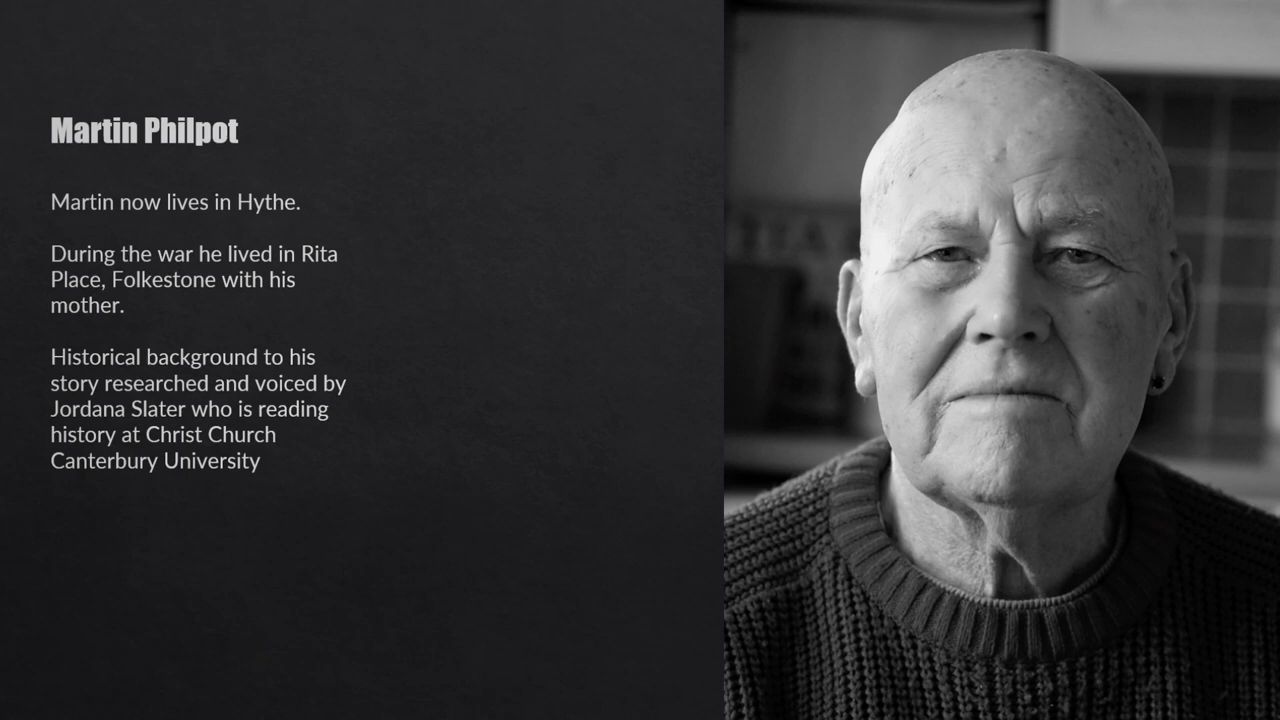 Martin Philpot
Martin now lives in Hythe.
During the war he lived in Rita
Place, Folkestone with his
mother.
Historical background to his
story researched and voiced by
Jordana Slater who is reading
history at Christ Church
Canterbury University